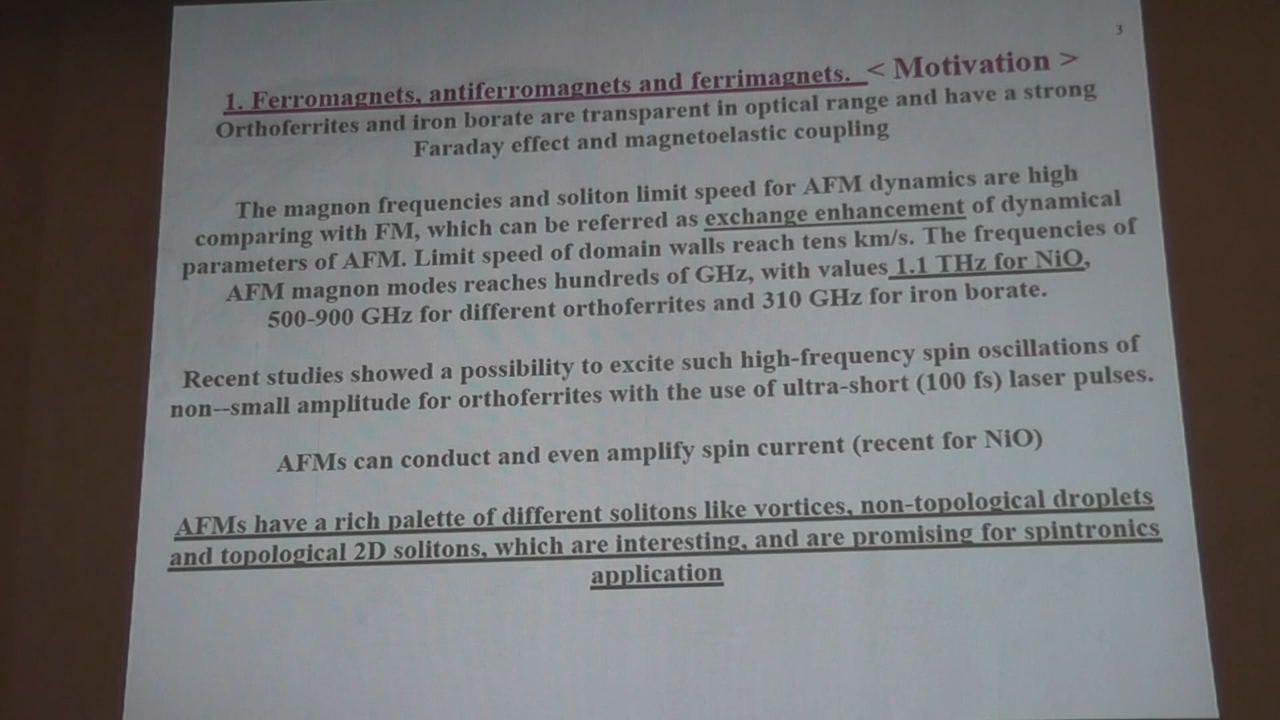 3
1. Ferromagnets, antiferromagnets and ferrimagnets. < Motivation >
Orthoferrites and iron borate are transparent in optical range and have a strong
Faraday effect and magnetoelastic coupling
The magnon frequencies and soliton limit speed for AFM dynamics are high
comparing with FM, which can be referred as exchange enhancement of dynamical
parameters of AFM. Limit speed of domain walls reach tens km/s. The frequencies of
AFM magnon modes reaches hundreds of GHz, with values 1.1 THz for NiO,
500-900 GHz for different orthoferrites and 310 GHz for iron borate.
Recent studies showed a possibility to excite such high-frequency spin oscillations of
non--small amplitude for orthoferrites with the use of ultra-short (100 fs) laser pulses.
AFMs can conduct and even amplify spin current (recent for NiO)
AFMs have a rich palette of different solitons like vortices, non-topological droplets
and topological 2D solitons, which are interesting, and are promising for spintronics
application